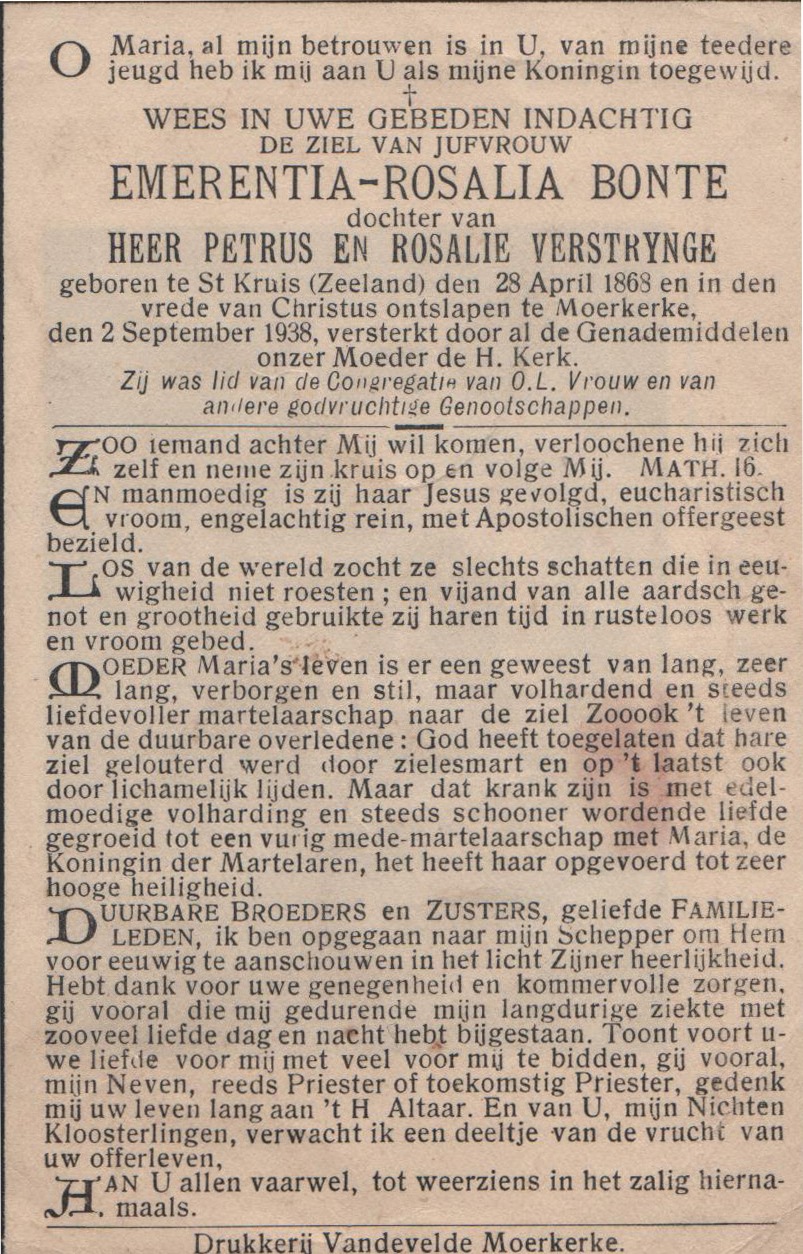 O Maria, al mijn betrouwen is in U, van mijne teedere
jeugd heb ik mij aan U als mijne Koningin toegewijd.
†
WEES IN UWE GEBEDEN INDACHTIG
DE ZIEL VAN JUFVROUW
EMERENTIA-ROSALIA BONTE
dochter van
HEER PETRUS EN ROSALIE VERSTRYNGE
geboren te St Kruis (Zeeland) den 28 April 1868 en in den
vrede van Christus ontslapen te Moerkerke,
den 2 September 1938, versterkt door al de Genademiddelen
onzer Moeder de H. Kerk.
Zij was lid van de Congregatie van O.L. Vrouw en van
andere godvruchtige Genootschappen.
ZOO iemand achter Mij wil komen, verloochene hij zich
zelf en neme zijn kruis op en volge Mij. MATH. 16.
EN manmoedig is zij haar Jesus gevolgd, eucharistisch
vroom, engelachtig rein, met Apostolischen offergeest
bezield.
LOS van de wereld zocht ze slechts schatten die in eeu-
wigheid niet roesten ; en vijand van alle aardsch ge-
not en grootheid gebruikte zij haren tijd in rusteloos werk
en vroom gebed.
MOEDER Maria's leven is er een geweest van lang, zeer
lang, verborgen en stil, maar volhardend en steeds
liefdevoller martelaarschap naar de ziel Zooook 't leven
van de duurbare overledene : God heeft toegelaten dat hare
ziel gelouterd werd door zielesmart en op 't laatst ook
door lichamelijk lijden. Maar dat krank zijn is met edel-
moedige volharding en steeds schooner wordende liefde
gegroeid tot een vurig mede-martelaarschap met Maria, de
Koningin der Martelaren, het heeft haar opgevoerd tot zeer
hooge heiligheid.
DUURBARE BROEDERS en ZUSTERS, geliefde FAMILIE-
LEDEN, ik ben opgegaan naar mijn Schepper om Hem
voor eeuwig te aanschouwen in het licht Zijner heerlijkheid.
Hebt dank voor uwe genegenheid en kommervolle zorgen,
gij vooral die mij gedurende mijn langdurige ziekte met
zooveel liefde dag en nacht hebt bijgestaan. Toont voort u-
we liefde voor mij met veel voor mij te bidden, gij vooral,
mijn Neven, reeds Priester of toekomstig Priester, gedenk
mij uw leven lang aan 't H Altaar. En van U, mijn Nichten
Kloosterlingen, verwacht ik een deeltje van de vrucht van
uw offerleven,
AAN U allen vaarwel, tot weerziens in het zalig hierna-
maals.
Drukkerij Vandevelde Moerkerke.